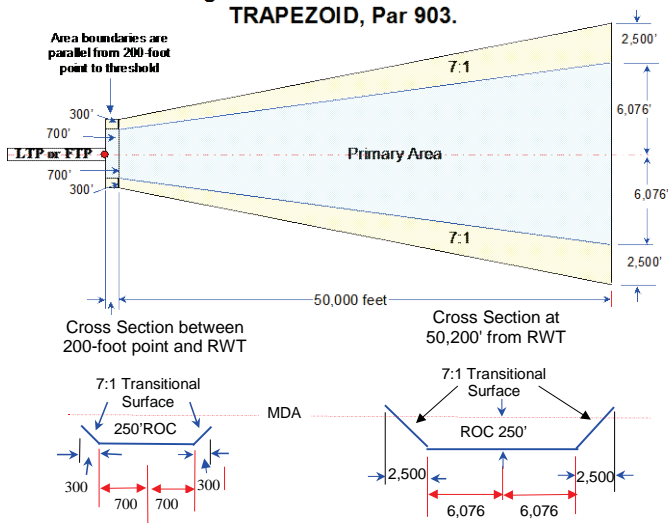 TRAPEZOID, Par 903.
Area boundaries are
parallel from 200-foot
point to threshold
2,500'
7:1
300'
6,076'
700'
LTP or FTP
Primary Area
700'
300'
6,076'
7:1
2,500'
50,000 feet
Cross Section between
200-foot point and RWT
Cross Section at
50,200' from RWT
7:1 Transitional
Surface
7:1 Transitional
Surface
MDA
250'ROC
ROC 250'
300
700
700
300
2,500
6,076
6,076
2,500